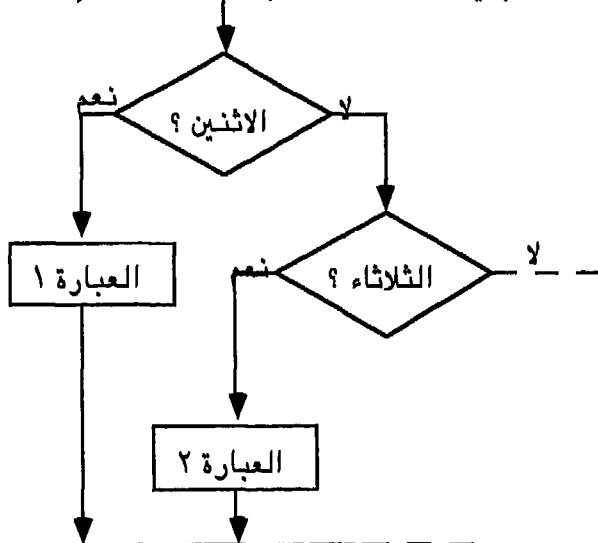 نعم
الاثنين ؟
لا
العبارة ١
نعم
الثلاثاء ؟
لا
العبارة ٢